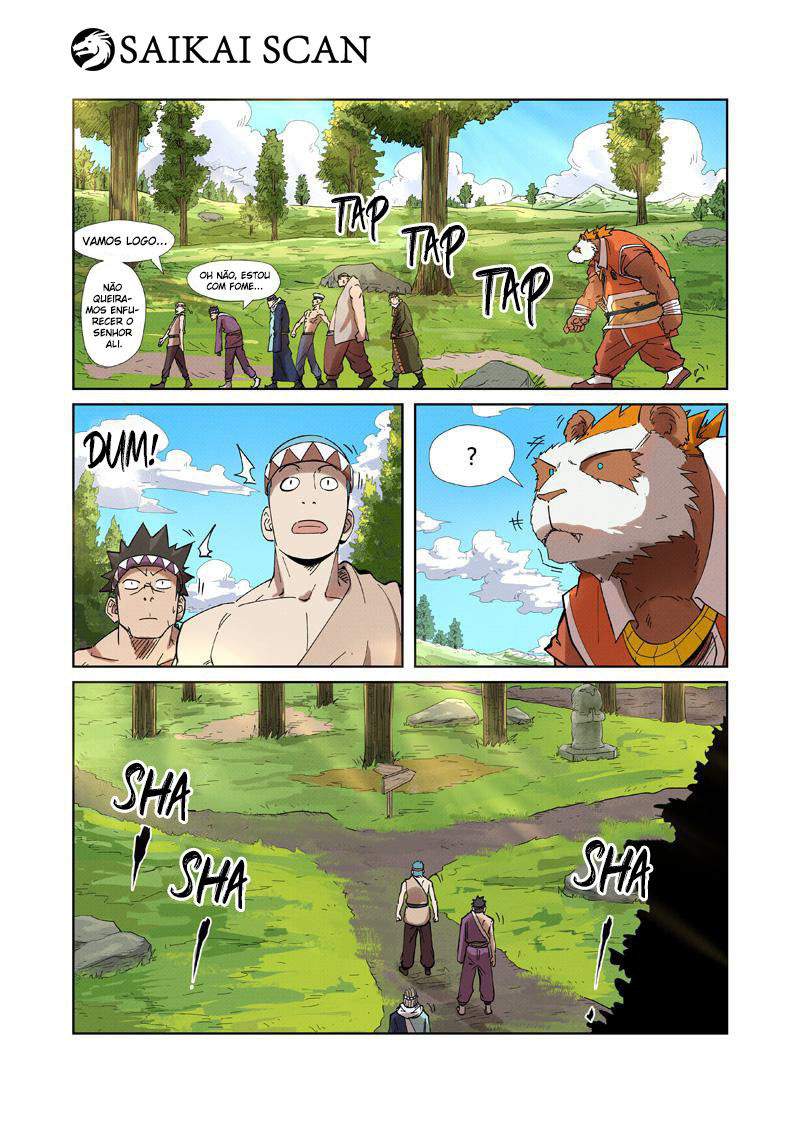 SAIKAI SCAN
VAMOS LOGO...
NÃO
QUEIRA-
MOS ENFU-
RECER O
SENHOR
ALI.
OH NÃO, ESTOU
COM FOME...
TAP
TAP
TAP
DUM!
?
SHA
SHA
SHA
SHA